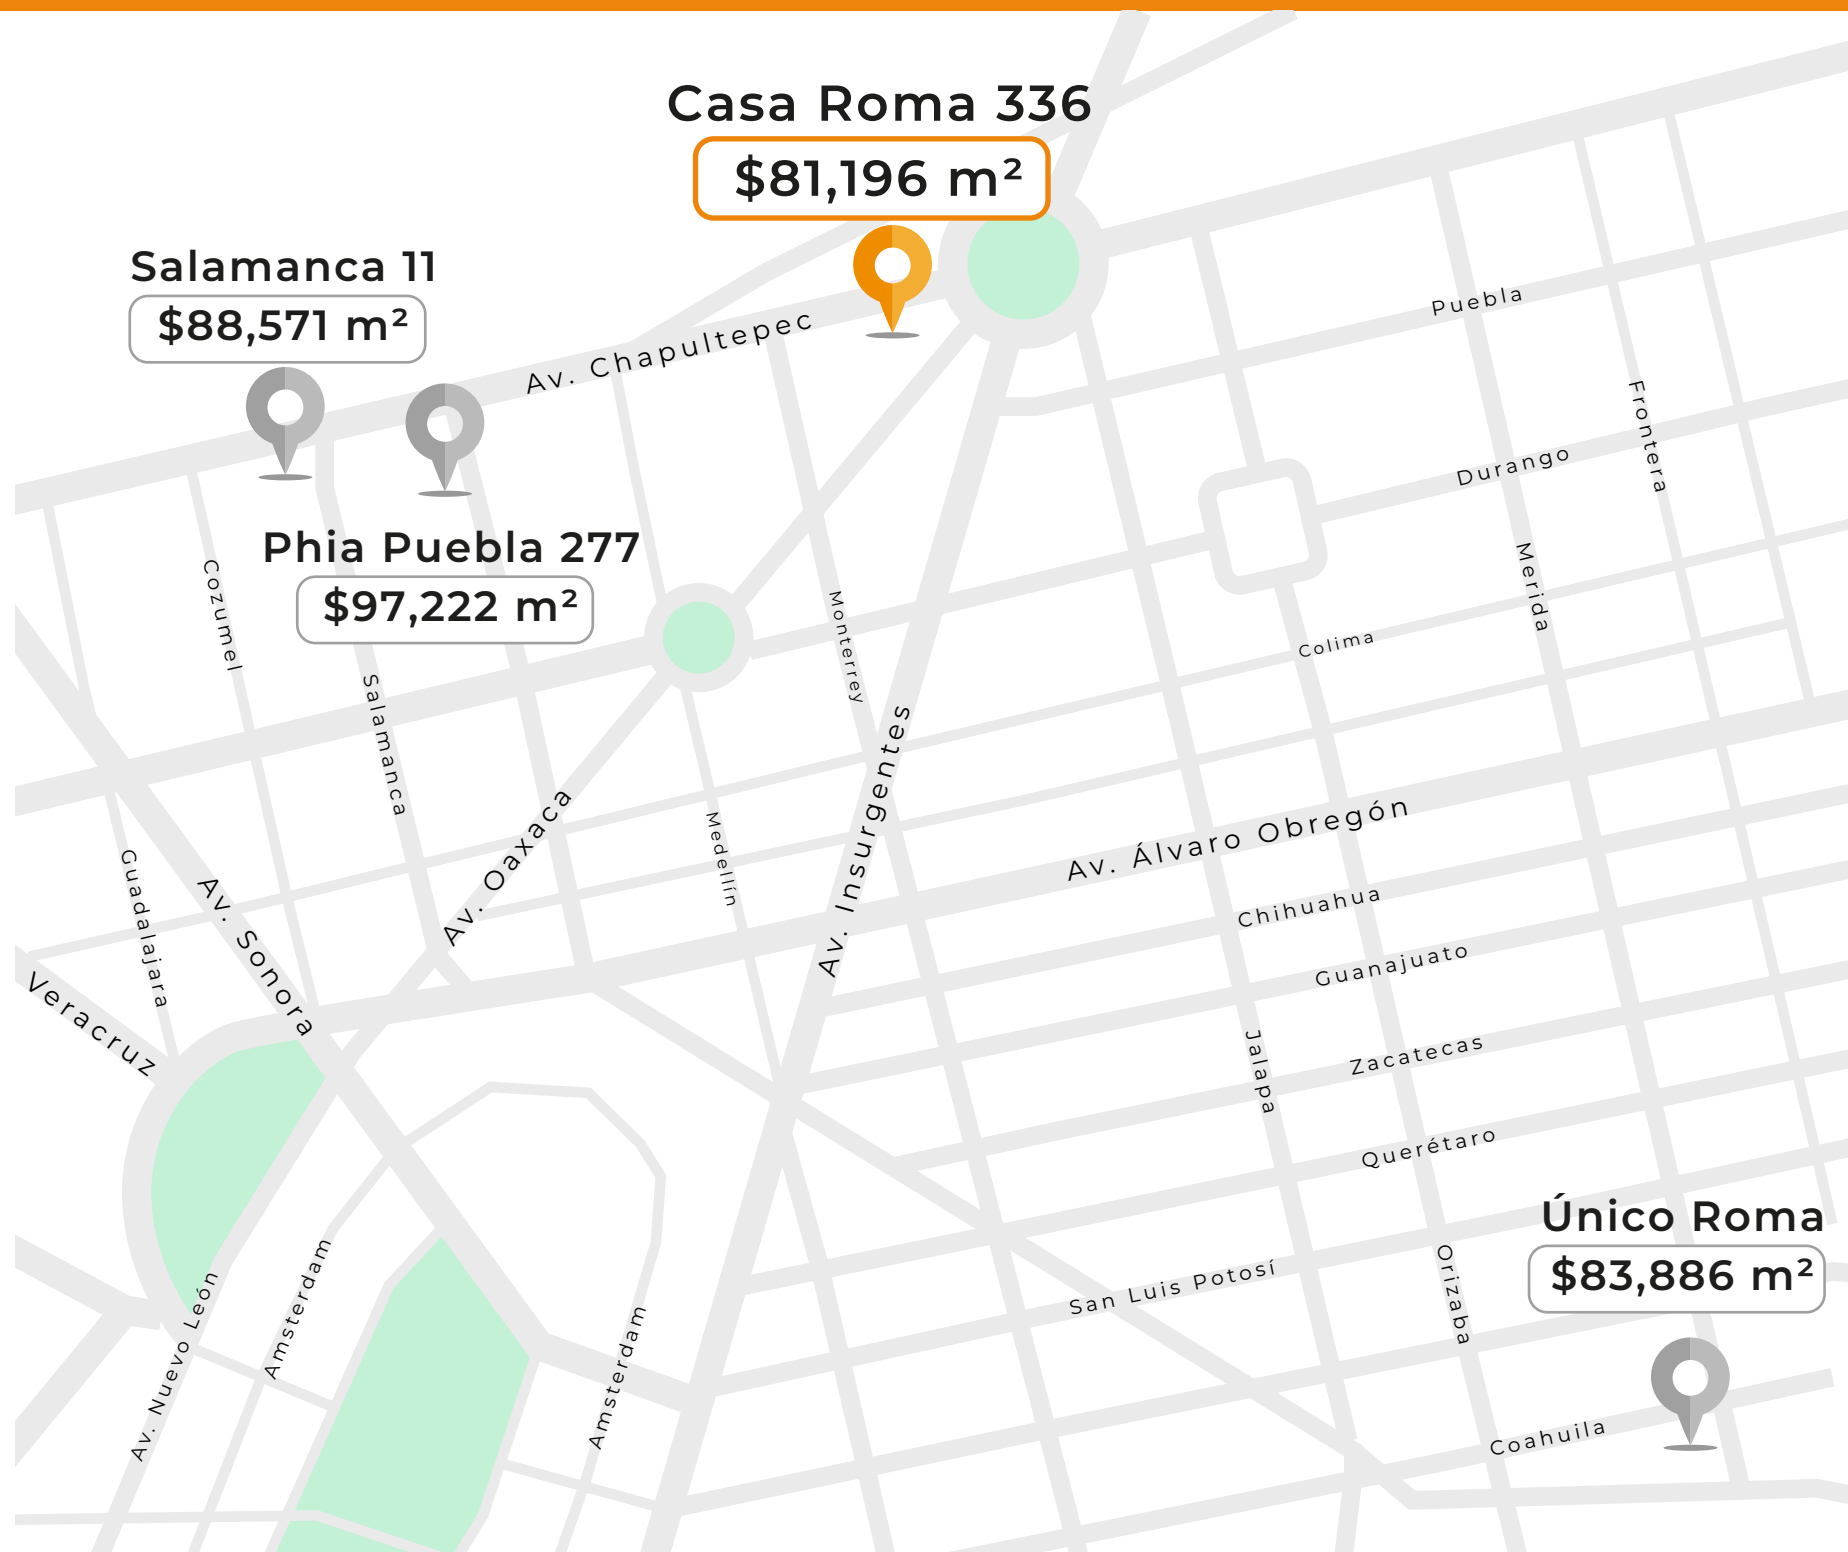 Casa Roma 336
$81,196 m²
Salamanca 11
$88,571 m²
Av. Chapultepec
Puebla
Frontera
Durango
Phia Puebla 277
$97,222 m²
Cozumel
Merida
Monterrey
Colima
Salamanca
Av. Insurgentes
Av. Oaxaca
Medellín
Av. Álvaro Obregón
Guadalajara
Av. Sonora
Chihuahua
Guanajuato
Veracruz
Jalapa
Zacatecas
Querétaro
Único Roma
$83,886 m²
Av. Nuevo León
Amsterdam
Amsterdam
San Luis Potosí
Orizaba
Coahuila